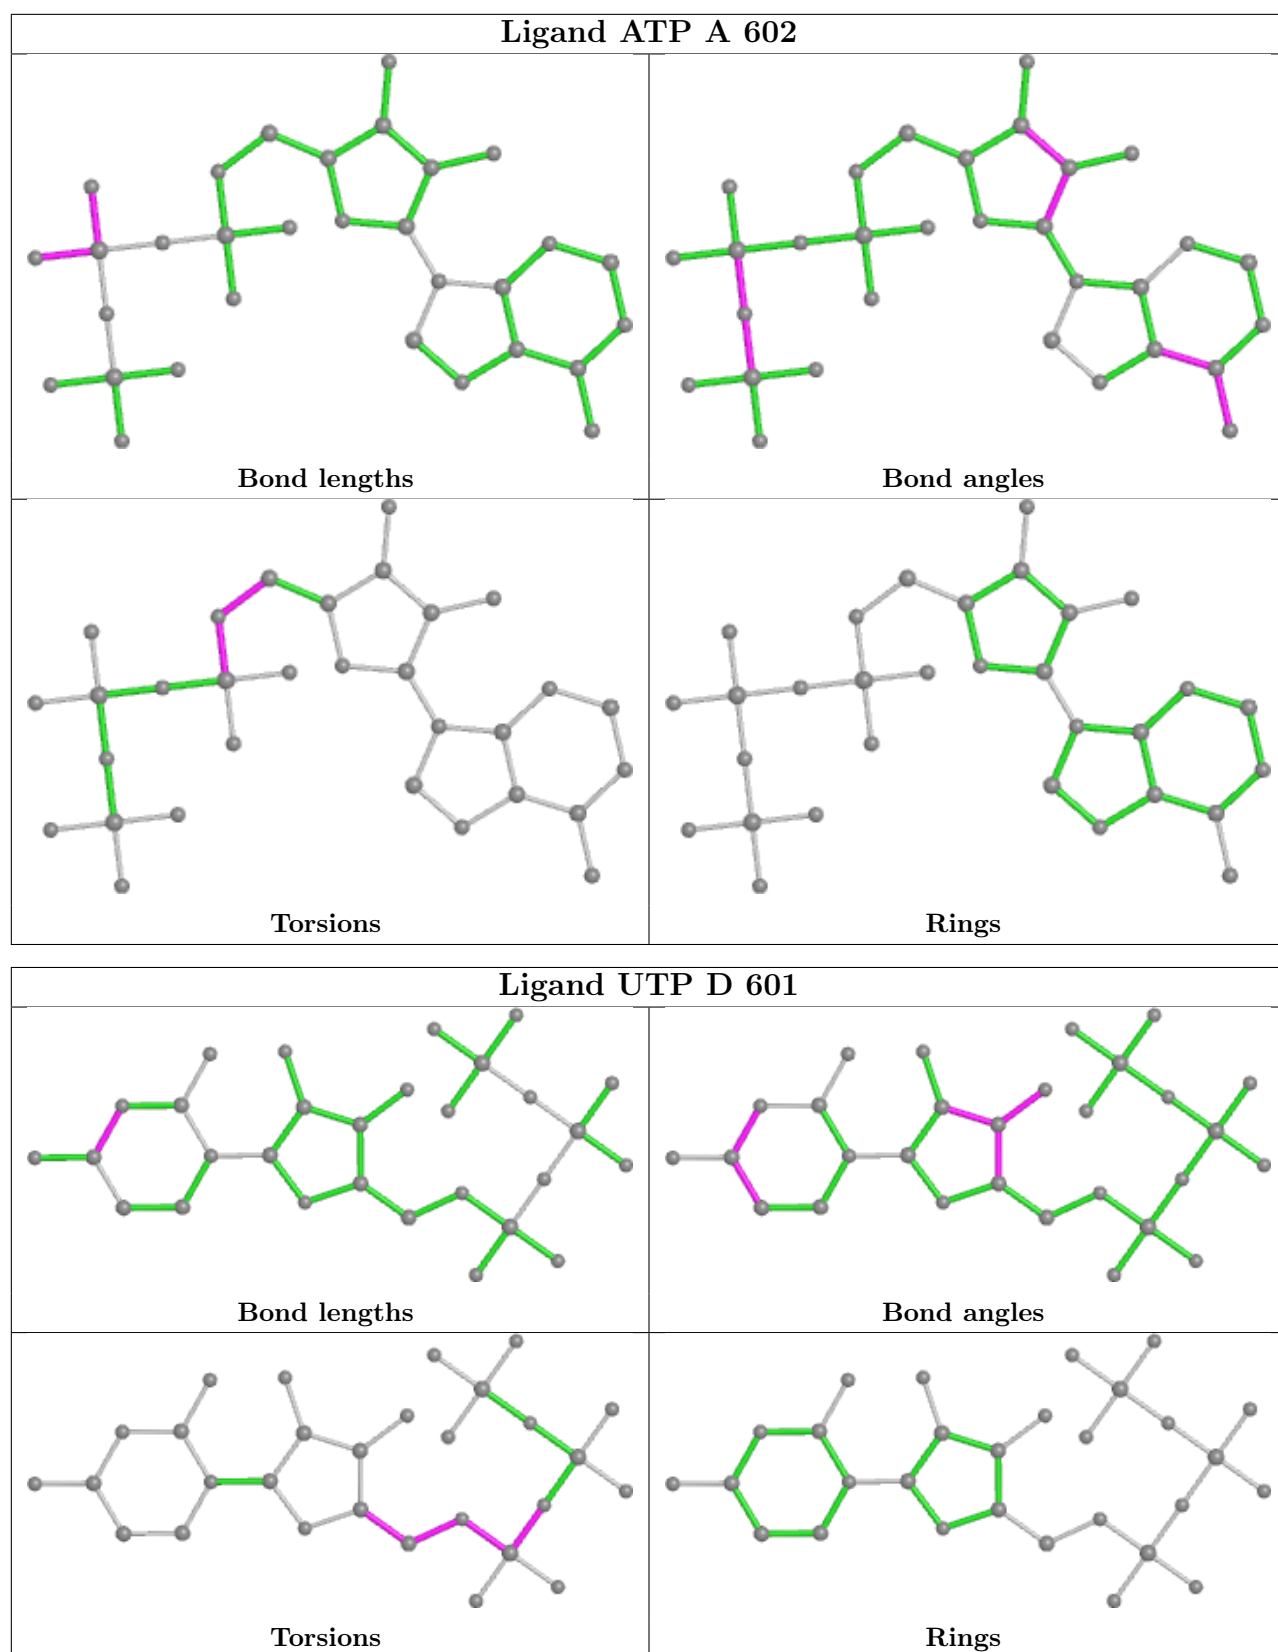 Ligand ATP A 602
Bond lengths
Bond angles
Torsions
Rings
Ligand UTP D 601
Bond lengths
Bond angles
Torsions
Rings